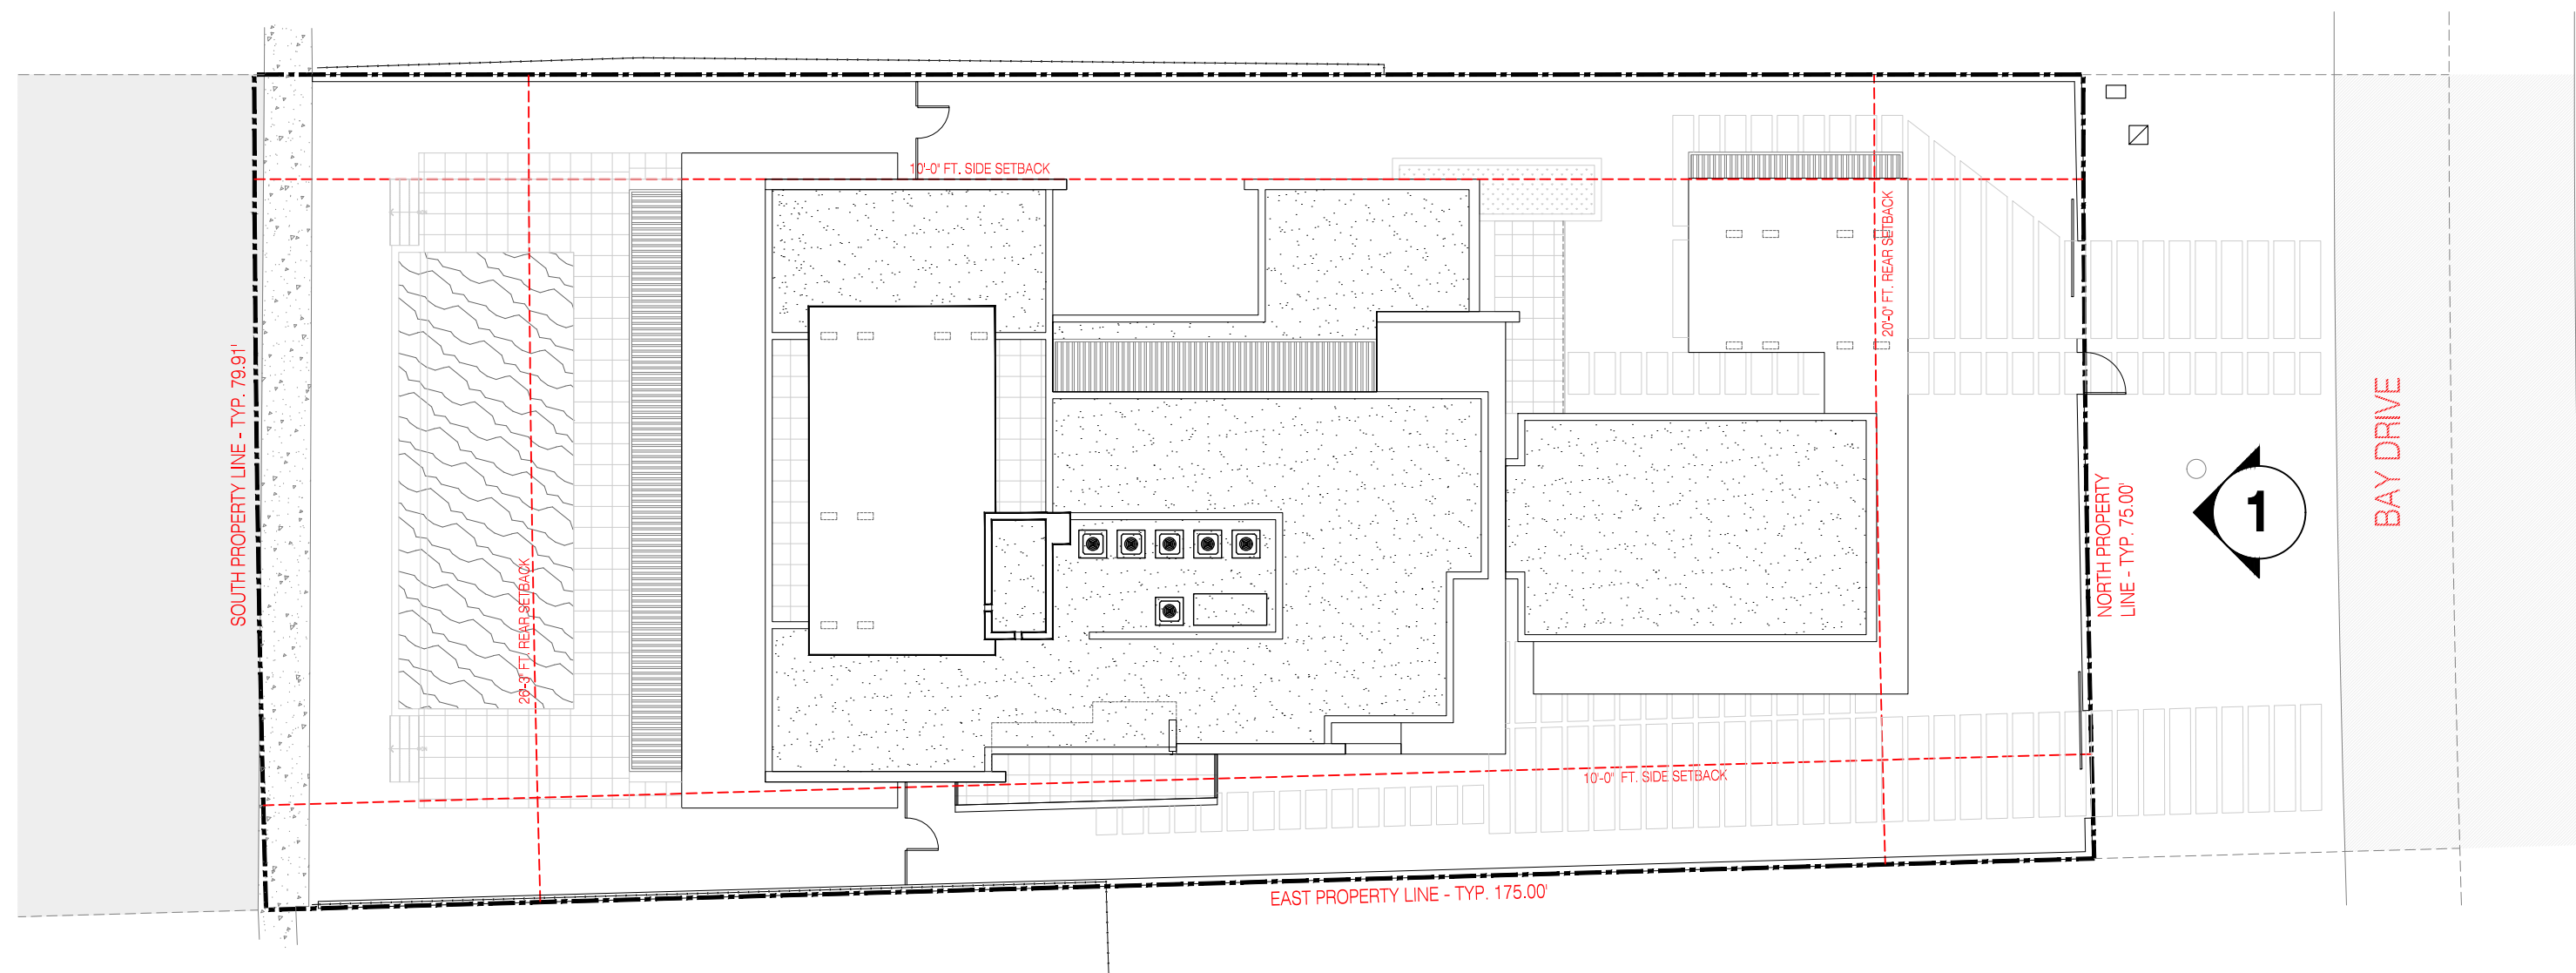 10'-0" FT. SIDE SETBACK
20'-0" FT. REAR SETBACK
SOUTH PROPERTY LINE - TYP. 79.91'
26'-3" FT. REAR SETBACK
BAY DRIVE
1
NORTH PROPERTY
LINE - TYP. 75.00'
10'-0" FT. SIDE SETBACK
EAST PROPERTY LINE - TYP. 175.00'